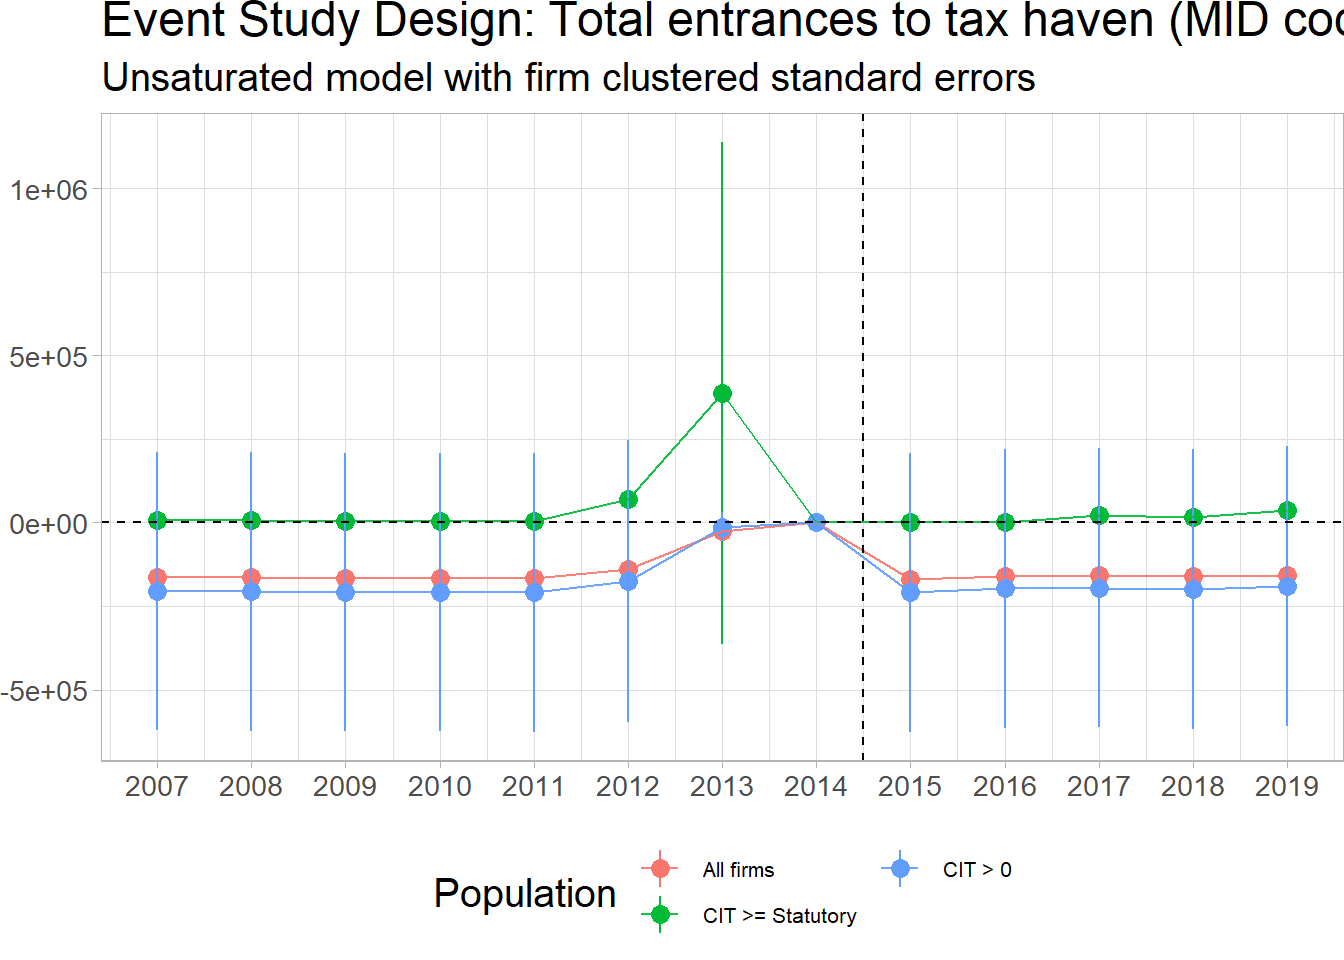 Event Study Design: Total entrances to tax haven (MID
Unsaturated model with firm clustered standard errors
1e+06
5e+05
0e+00
-5e+05
2007 2008 2009 2010 2011 2012 2013 2014 2015 2016 2017 2018 2019
Population
All firms
CIT > 0
CIT >= Statutory